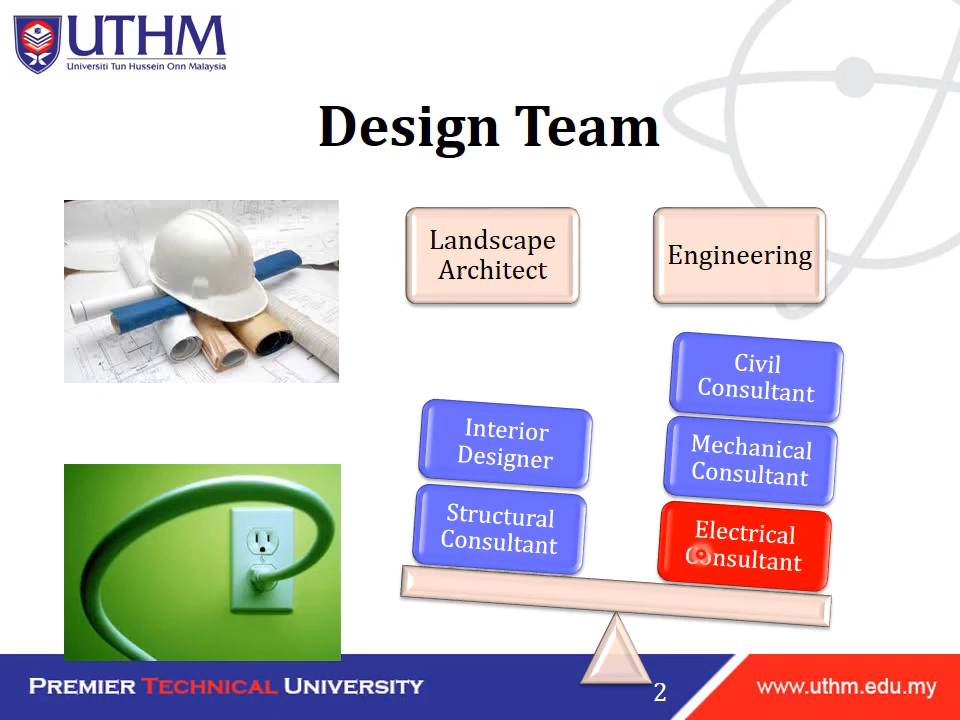 UTHM
Universiti Tun Hussein Onn Malaysia
Design Team
Landscape
Architect
Engineering
Interior
Designer
Structural
Consultant
Civil
Consultant
Mechanical
Consultant
Electrical
Consultant
PREMIER TECHNICAL UNIVERSITY
2
www.uthm.edu.my